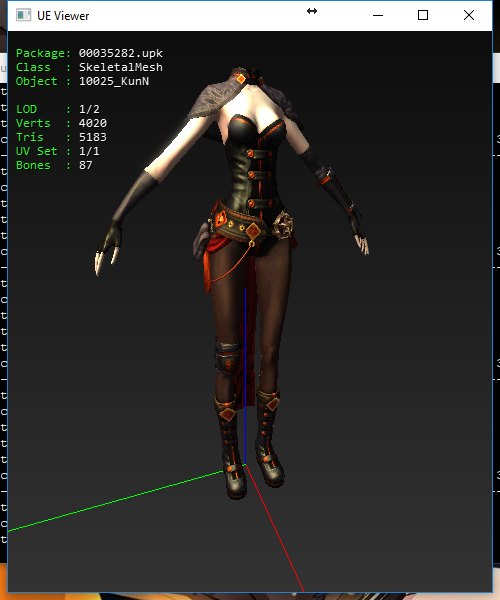 UE Viewer
Package: 00035282.upk
Class : SkeletalMesh
Object : 10025_KunN
LOD : 1/2
Verts : 4020
Tris : 5183
UV Set : 1/1
Bones : 87